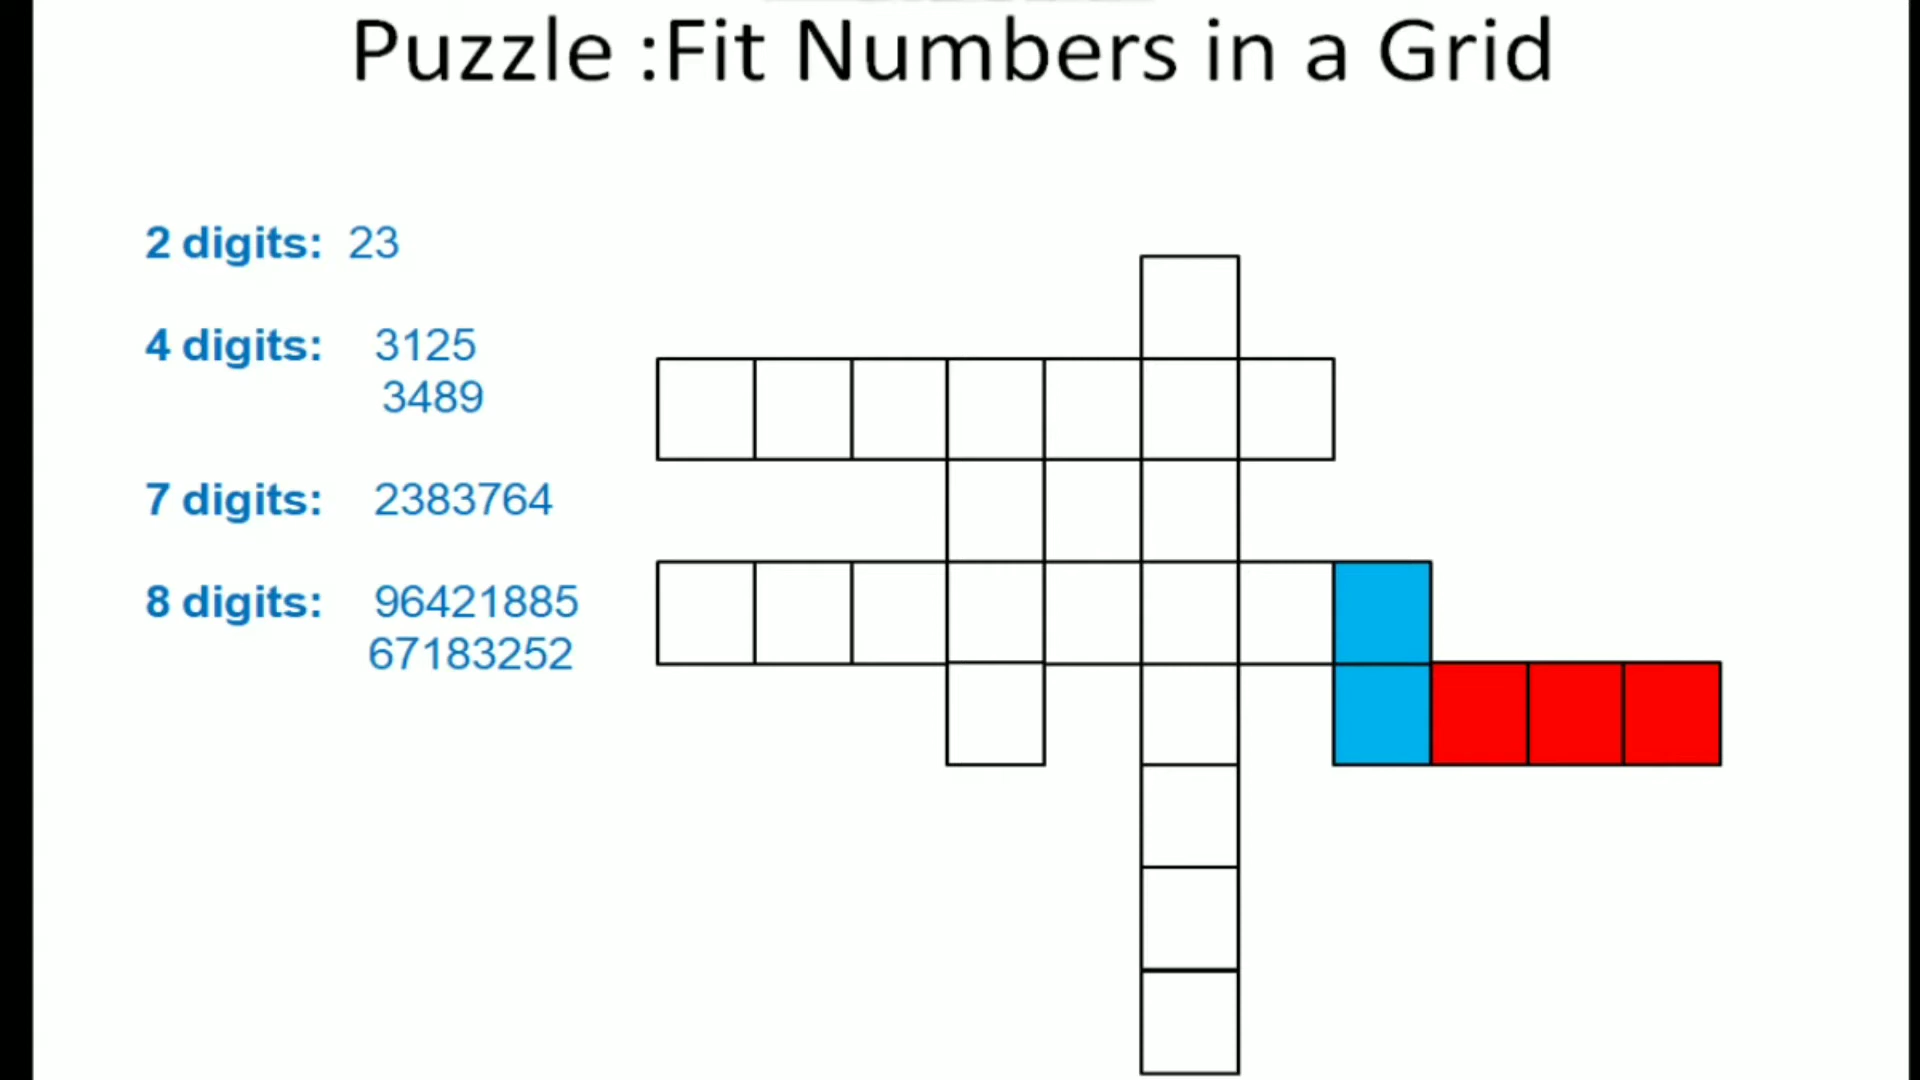 Puzzle :Fit Numbers in a Grid
2 digits: 23
4 digits: 3125
3489
7 digits: 2383764
8 digits: 96421885
67183252